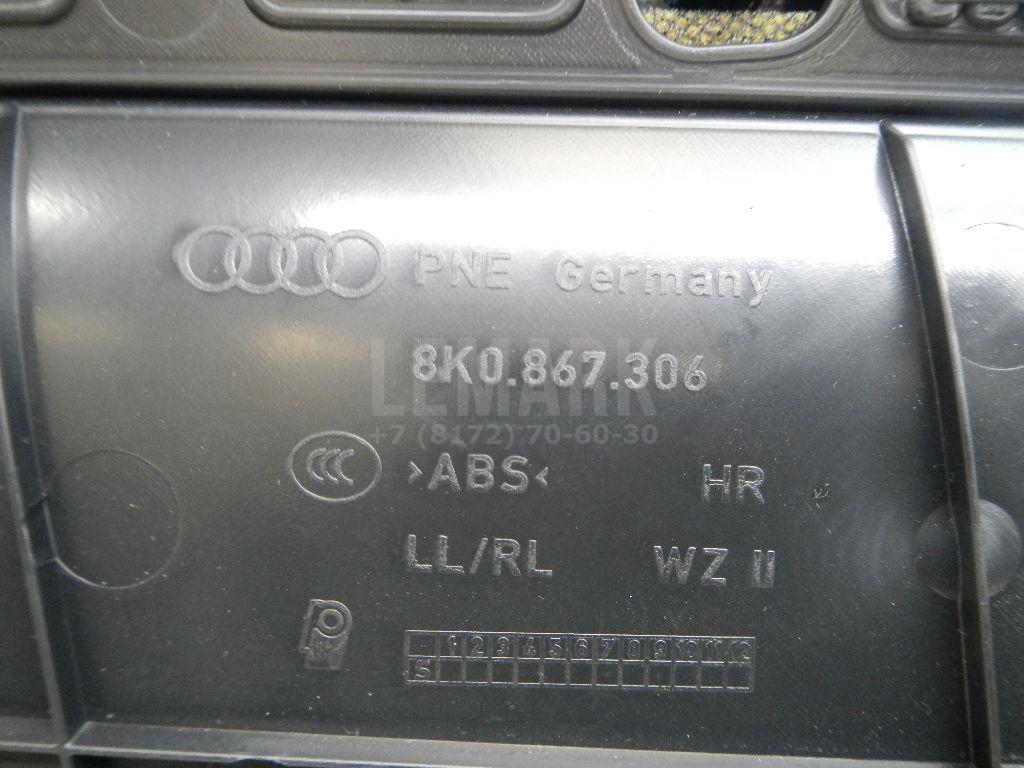 PNE Germany
8K0.867.306
LEMARK
+7 (8172) 70-60-30
CCC >ABS< HR
LL/RL WZ II
1 2 3 4 5 6 7 8 9 10 11 12
S